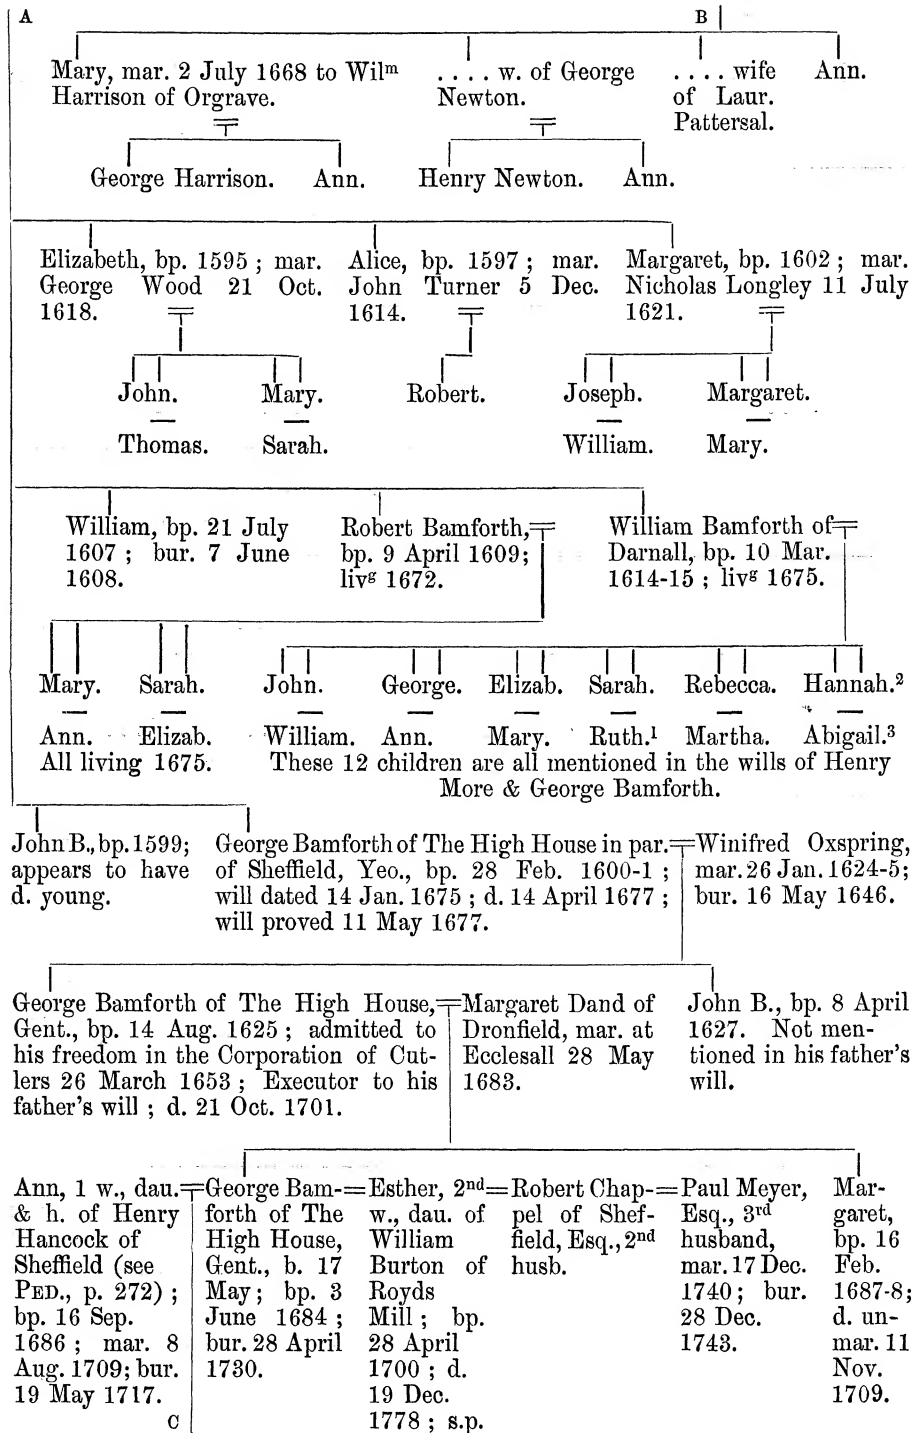 A B
Mary, mar. 2 July 1668 to Wilᵐ
Harrison of Orgrave.
. . . . w. of George
Newton.
. . . . wife
of Laur.
Pattersal.
Ann.
George Harrison. Ann. Henry Newton. Ann.
Elizabeth, bp. 1595 ; mar.
George Wood 21 Oct.
1618.
Alice, bp. 1597 ; mar.
John Turner 5 Dec.
1614.
Margaret, bp. 1602 ; mar.
Nicholas Longley 11 July
1621.
John. Mary. Robert. Joseph. Margaret.
Thomas. Sarah. William. Mary.
William, bp. 21 July
1607 ; bur. 7 June
1608.
Robert Bamforth,
bp. 9 April 1609;
livᵍ 1672.
William Bamforth of
Darnall, bp. 10 Mar.
1614-15 ; livᵍ 1675.
Mary. Sarah. John. George. Elizab. Sarah. Rebecca. Hannah.²
Ann. Elizab. William. Ann. Mary. Ruth.¹ Martha. Abigail.³
All living 1675.
These 12 children are all mentioned in the wills of Henry
More & George Bamforth.
John B., bp. 1599;
appears to have
d. young.
George Bamforth of The High House in par.
of Sheffield, Yeo., bp. 28 Feb. 1600-1 ;
will dated 14 Jan. 1675 ; d. 14 April 1677 ;
will proved 11 May 1677.
Winifred Oxspring,
mar. 26 Jan. 1624-5;
bur. 16 May 1646.
George Bamforth of The High House,
Gent., bp. 14 Aug. 1625 ; admitted to
his freedom in the Corporation of Cut-
lers 26 March 1653 ; Executor to his
father's will ; d. 21 Oct. 1701.
Margaret Dand of
Dronfield, mar. at
Ecclesall 28 May
1683.
John B., bp. 8 April
1627. Not men-
tioned in his father's
will.
Ann, 1 w., dau.
& h. of Henry
Hancock of
Sheffield (see
PED., p. 272) ;
bp. 16 Sep.
1686 ; mar. 8
Aug. 1709; bur.
19 May 1717.
C
George Bam-
forth of The
High House,
Gent., b. 17
May; bp. 3
June 1684 ;
bur. 28 April
1730.
Esther, 2ⁿᵈ
w., dau. of
William
Burton of
Royds
Mill ; bp.
28 April
1700 ; d.
19 Dec.
1778 ; s.p.
Robert Chap-
pel of Shef-
field, Esq., 2ⁿᵈ
husb.
Paul Meyer,
Esq., 3ʳᵈ
husband,
mar. 17 Dec.
1740; bur.
28 Dec.
1743.
Mar-
garet,
bp. 16
Feb.
1687-8;
d. un-
mar. 11
Nov.
1709.